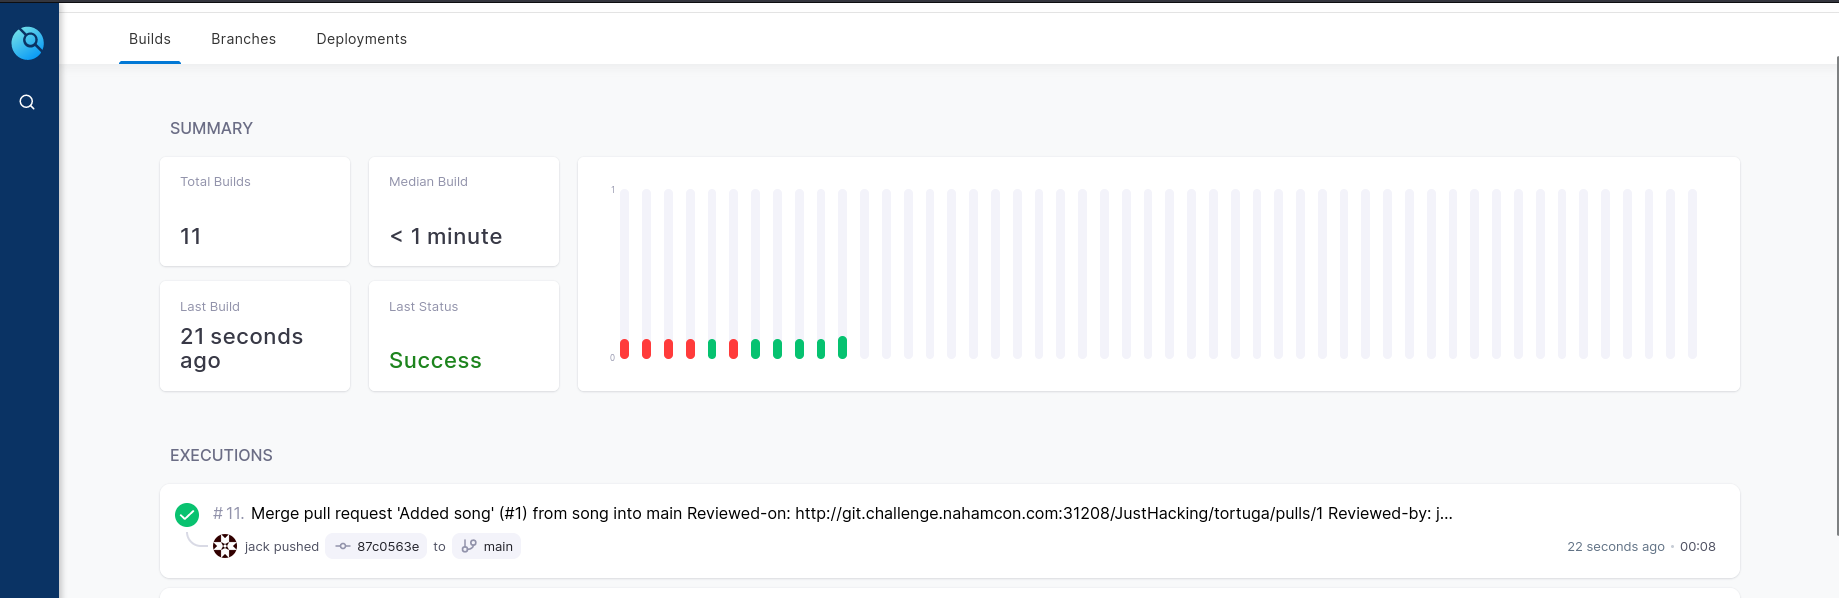 Builds
Branches
Deployments
SUMMARY
Total Builds
11
Median Build
< 1 minute
Last Build
21 seconds
ago
Last Status
Success
1
0
EXECUTIONS
# 11. Merge pull request 'Added song' (#1) from song into main Reviewed-on: http://git.challenge.nahamcon.com:31208/JustHacking/tortuga/pulls/1 Reviewed-by: j...
jack pushed 87c0563e to main
22 seconds ago • 00:08